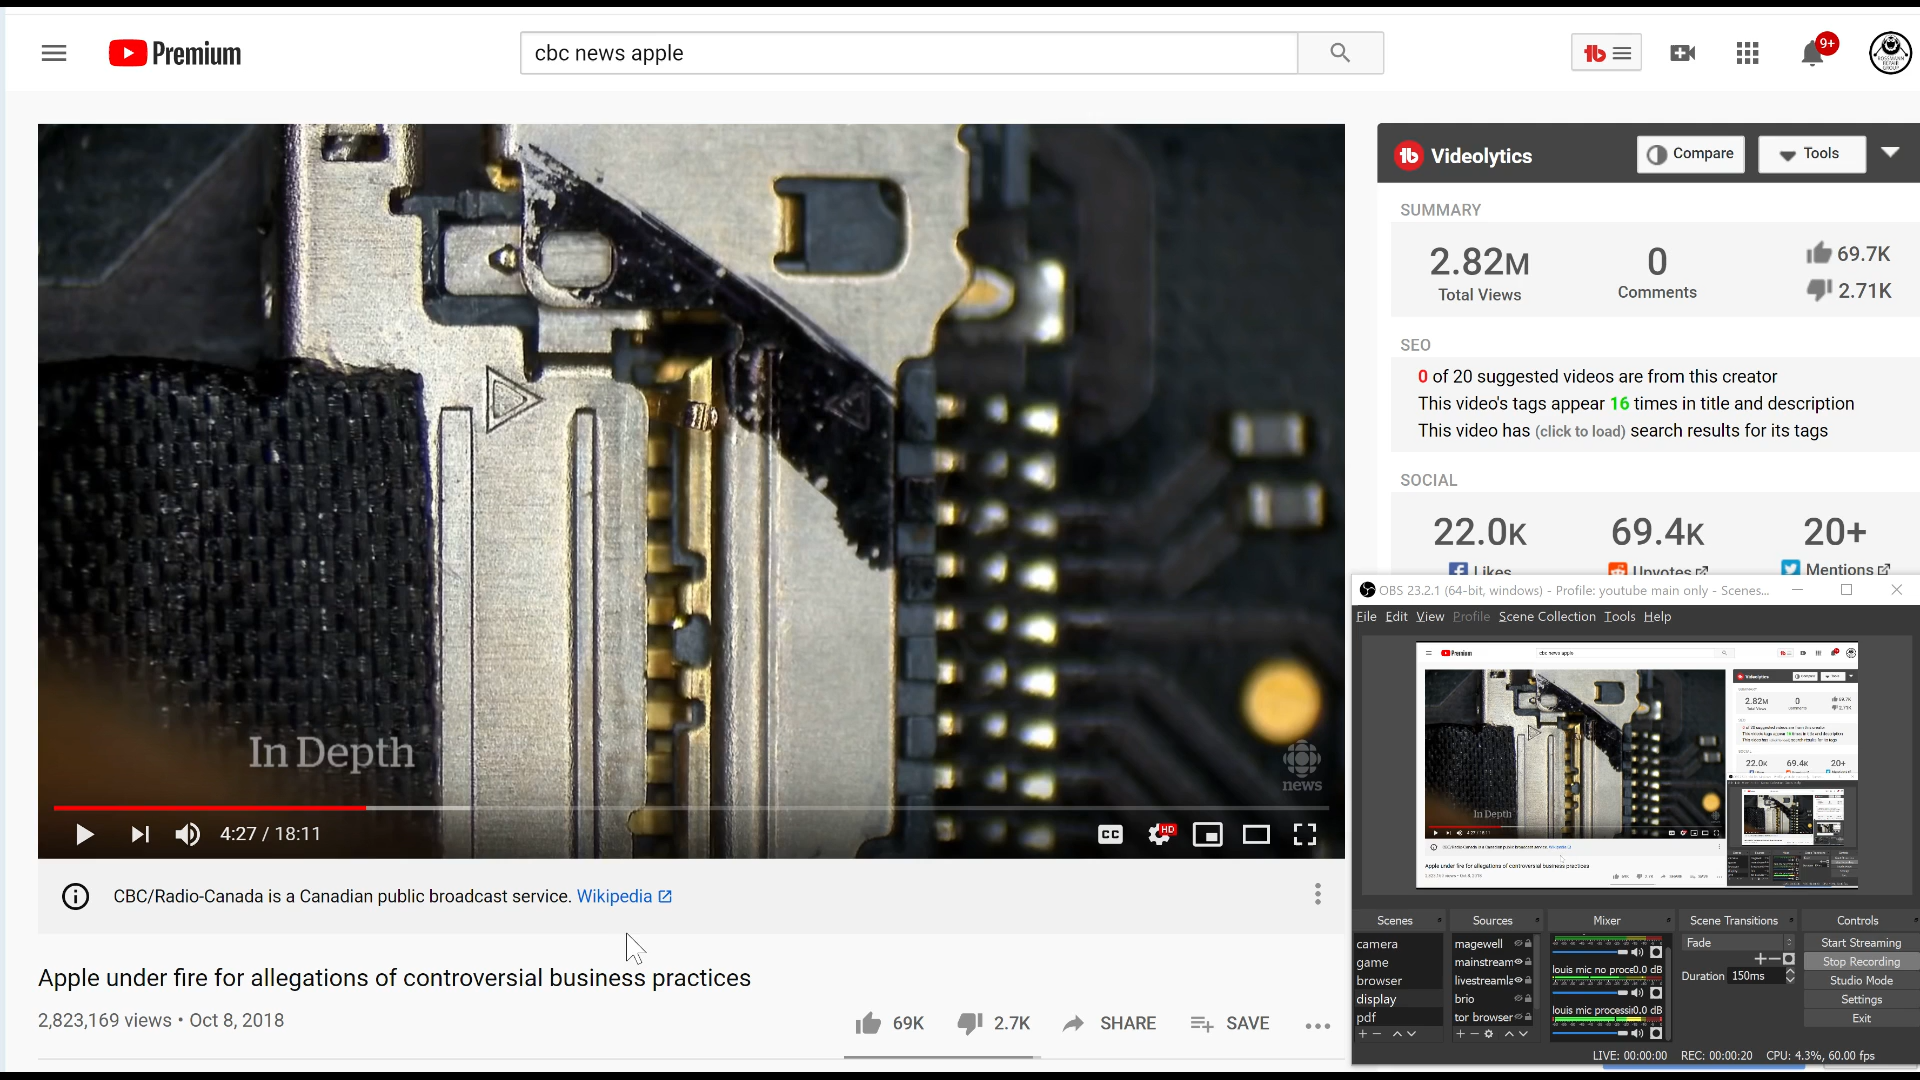 Premium
cbc news apple
9+
Videolytics
Compare
Tools
SUMMARY
2.82M
Total Views
0
Comments
69.7K
2.71K
SEO
0 of 20 suggested videos are from this creator
This video's tags appear 16 times in title and description
This video has (click to load) search results for its tags
SOCIAL
22.0K
69.4K
20+
Likes
Upvotes
Mentions
In Depth
news
4:27 / 18:11
CC
HD
CBC/Radio-Canada is a Canadian public broadcast service. Wikipedia
Apple under fire for allegations of controversial business practices
2,823,169 views • Oct 8, 2018
69K
2.7K
SHARE
SAVE
OBS 23.2.1 (64-bit, windows) - Profile: youtube main only - Scenes...
File Edit View Profile Scene Collection Tools Help
Scenes
Sources
Mixer
Scene Transitions
Controls
camera
game
browser
display
pdf
magewell
mainstream
livestreamla
brio
tor browser
louis mic no proce 0.0 dB
louis mic processi 0.0 dB
Fade
Duration 150ms
Start Streaming
Stop Recording
Studio Mode
Settings
Exit
LIVE: 00:00:00 REC: 00:00:20 CPU: 4.3%, 60.00 fps